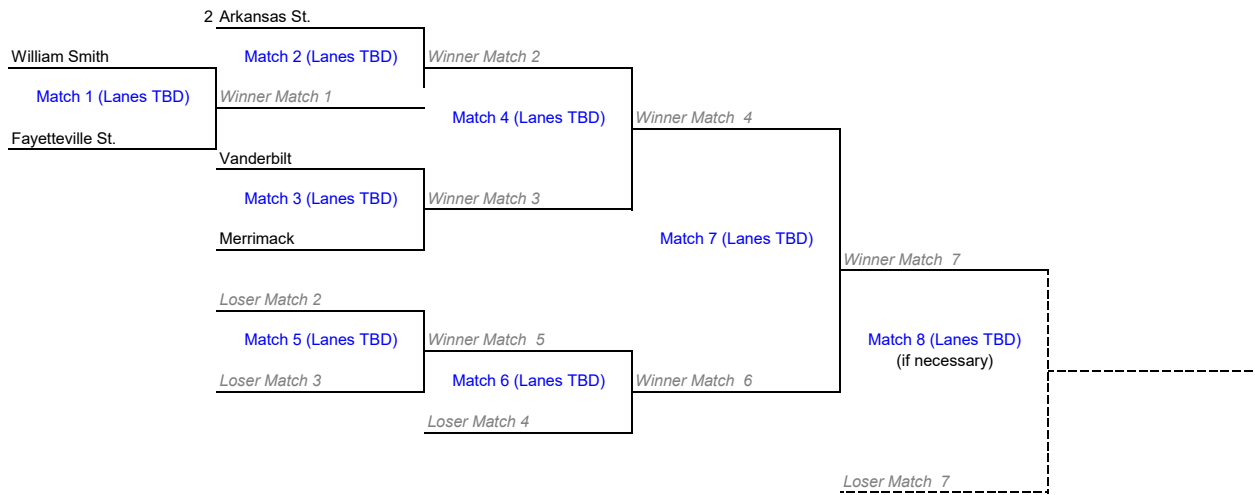 2 Arkansas St.
William Smith
Match 2 (Lanes TBD)
Winner Match 2
Match 1 (Lanes TBD)
Winner Match 1
Match 4 (Lanes TBD)
Winner Match 4
Fayetteville St.
Vanderbilt
Match 3 (Lanes TBD)
Winner Match 3
Merrimack
Match 7 (Lanes TBD)
Winner Match 7
Loser Match 2
Match 5 (Lanes TBD)
Winner Match 5
Match 8 (Lanes TBD)
(if necessary)
Loser Match 3
Match 6 (Lanes TBD)
Winner Match 6
Loser Match 4
Loser Match 7